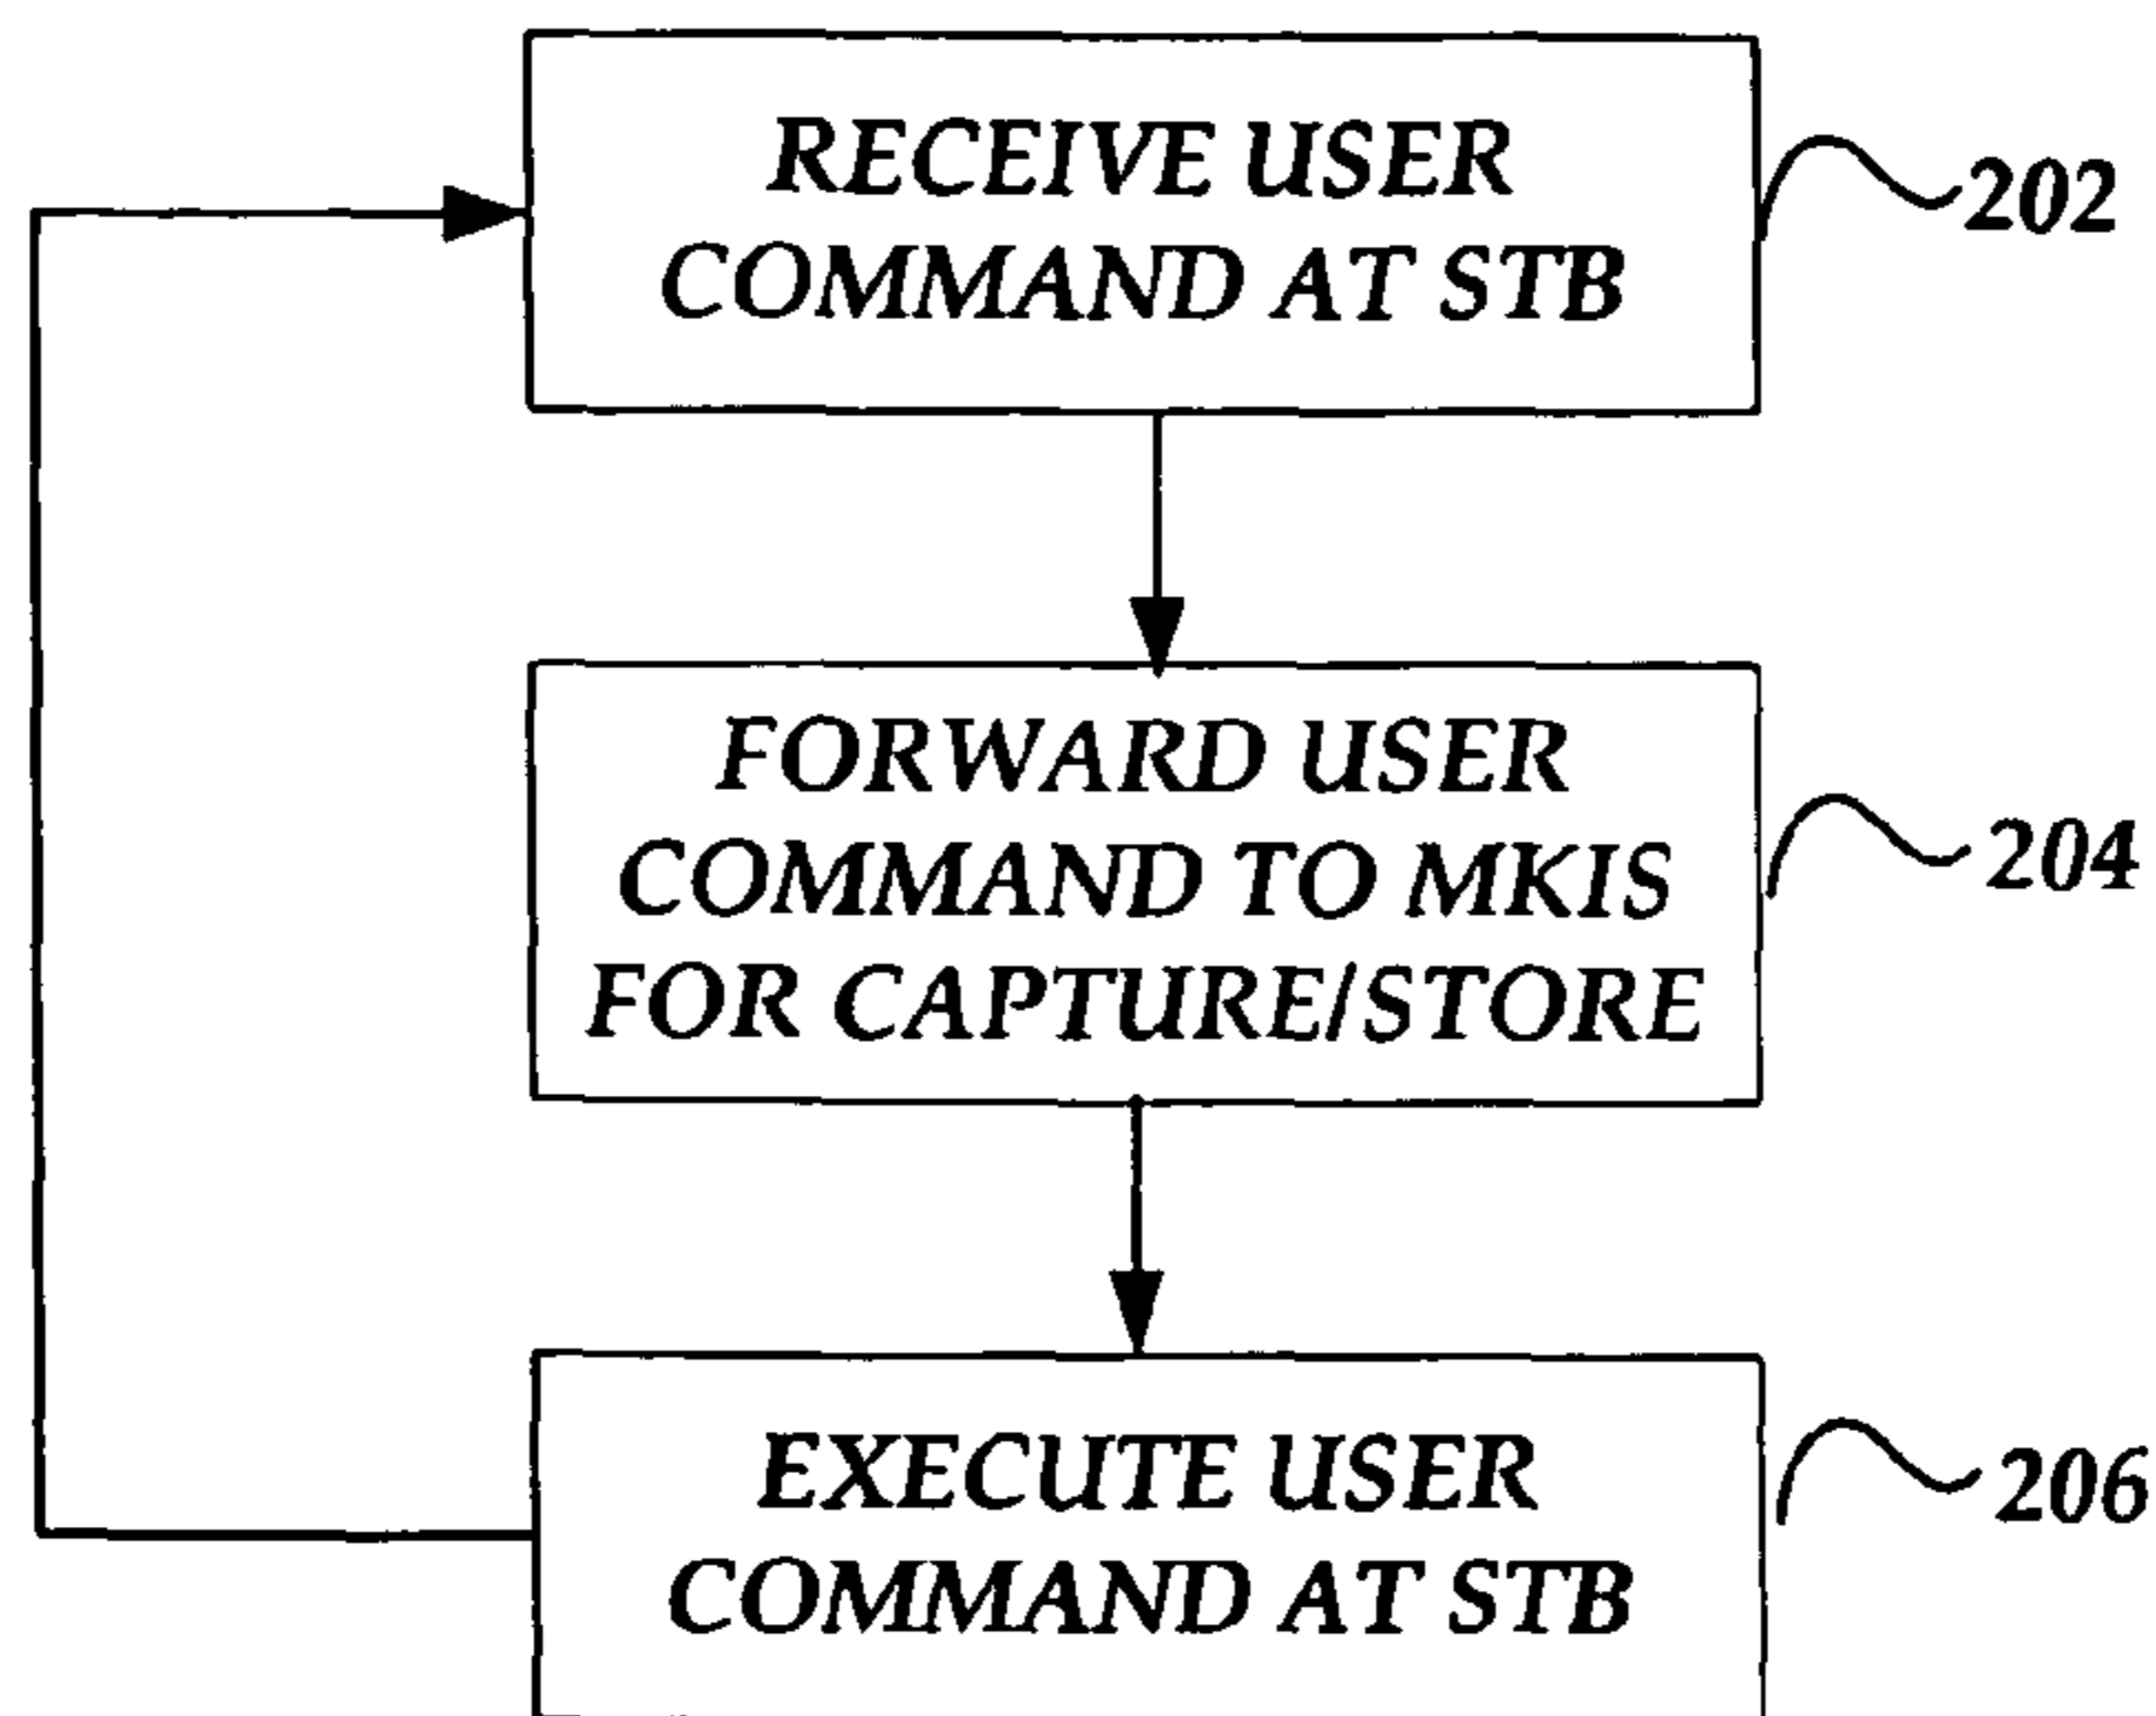 RECEIVE USER
COMMAND AT STB
202
FORWARD USER
COMMAND TO MKIS
FOR CAPTURE/STORE
204
EXECUTE USER
COMMAND AT STB
206